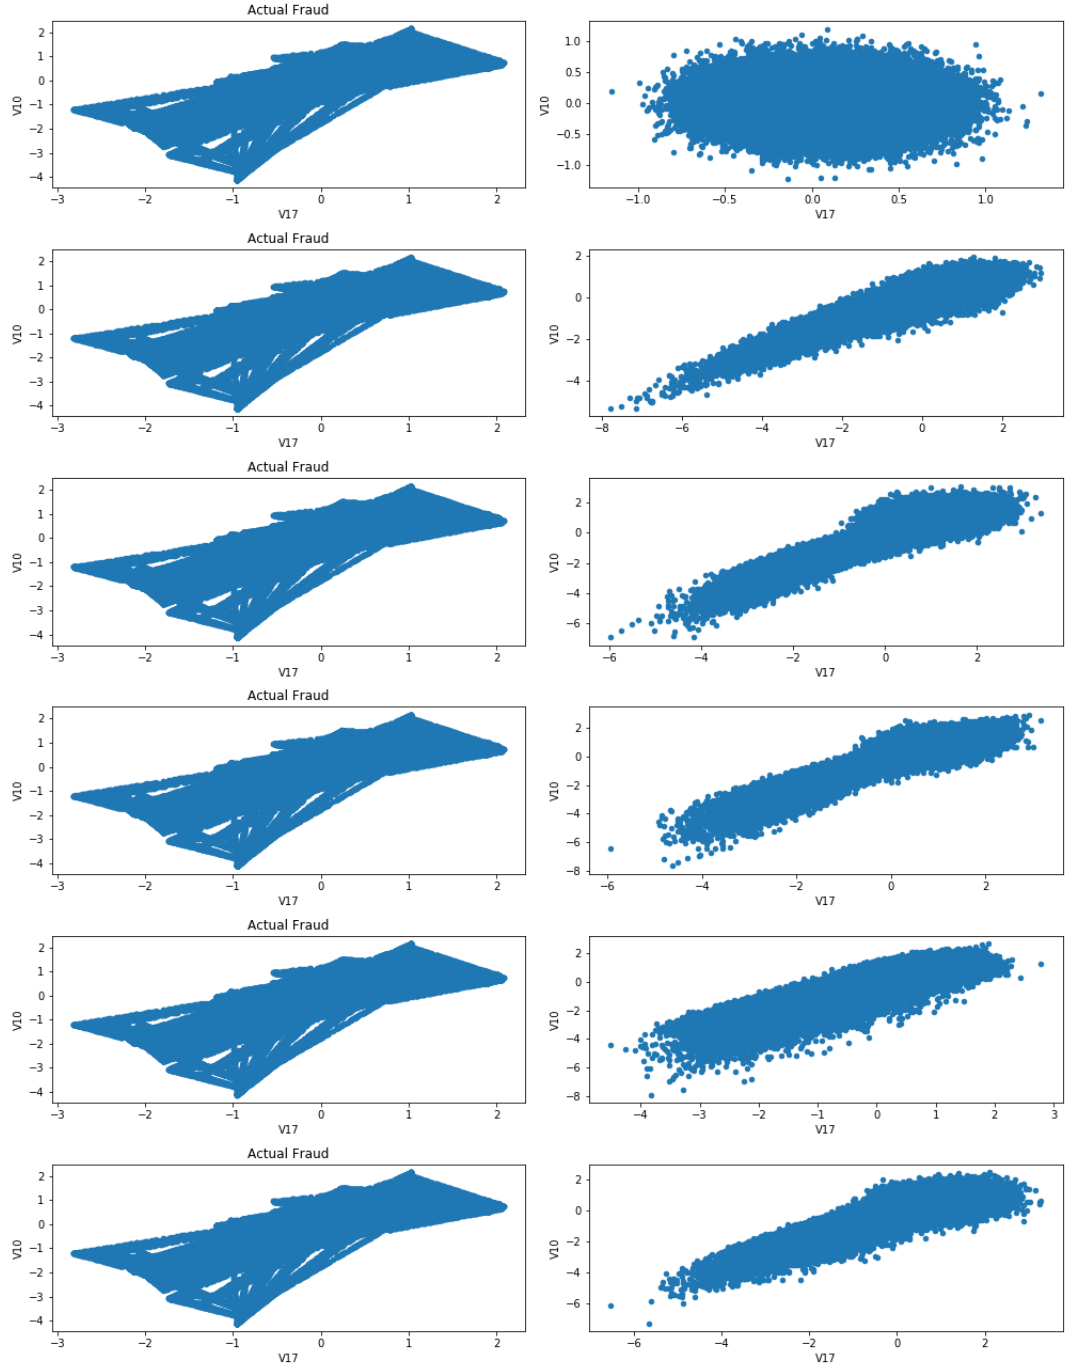 Actual Fraud
2
1
0
−1
−2
−3
−4
V10
−3 −2 −1 0 1 2
V17
1.0
0.5
0.0
−0.5
−1.0
V10
−1.0 −0.5 0.0 0.5 1.0
V17
Actual Fraud
2
1
0
−1
−2
−3
−4
V10
−3 −2 −1 0 1 2
V17
2
0
−2
−4
V10
−8 −6 −4 −2 0 2
V17
Actual Fraud
2
1
0
−1
−2
−3
−4
V10
−3 −2 −1 0 1 2
V17
2
0
−2
−4
−6
V10
−6 −4 −2 0 2
V17
Actual Fraud
2
1
0
−1
−2
−3
−4
V10
−3 −2 −1 0 1 2
V17
2
0
−2
−4
−6
−8
V10
−6 −4 −2 0 2
V17
Actual Fraud
2
1
0
−1
−2
−3
−4
V10
−3 −2 −1 0 1 2
V17
2
0
−2
−4
−6
−8
V10
−4 −3 −2 −1 0 1 2 3
V17
Actual Fraud
2
1
0
−1
−2
−3
−4
V10
−3 −2 −1 0 1 2
V17
2
0
−2
−4
−6
V10
−6 −4 −2 0 2
V17